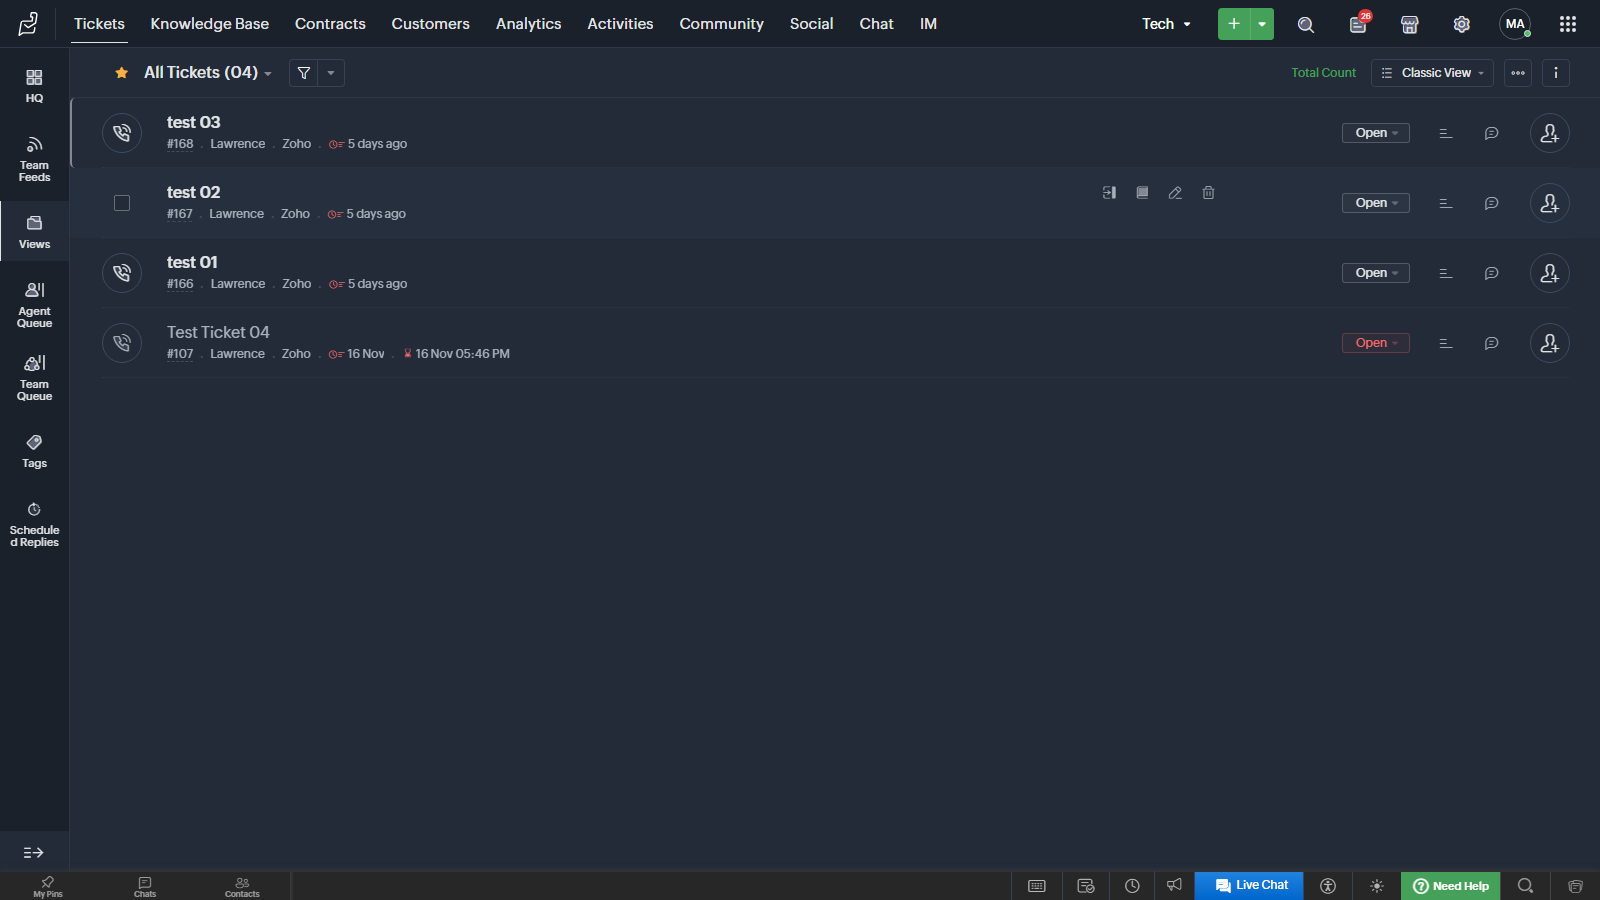 Tickets Knowledge Base Contracts Customers Analytics Activities Community Social Chat IM Tech 26 MA
HQ
Team
Feeds
Views
Agent
Queue
Team
Queue
Tags
Schedule
d Replies
All Tickets (04) Total Count Classic View
test 03
#168 . Lawrence . Zoho . 5 days ago Open
test 02
#167 . Lawrence . Zoho . 5 days ago Open
test 01
#166 . Lawrence . Zoho . 5 days ago Open
Test Ticket 04
#107 . Lawrence . Zoho . 16 Nov . 16 Nov 05:46 PM Open
My Pins Chats Contacts Live Chat Need Help